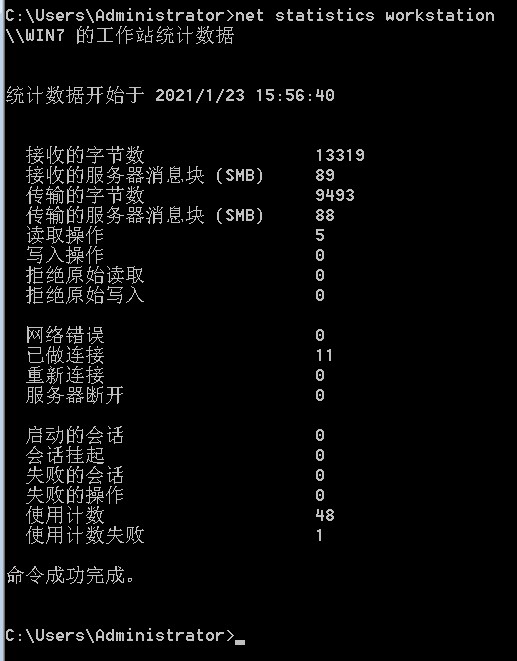 C:\Users\Administrator>net statistics workstation
\\WIN7 的工作站统计数据
统计数据开始于 2021/1/23 15:56:40
接收的字节数 13319
接收的服务器消息块 (SMB) 89
传输的字节数 9493
传输的服务器消息块 (SMB) 88
读取操作 5
写入操作 0
拒绝原始读取 0
拒绝原始写入 0
网络错误 0
已做连接 11
重新连接 0
服务器断开 0
启动的会话 0
会话挂起 0
失败的会话 0
失败的操作 0
使用计数 48
使用计数失败 1
命令成功完成。
C:\Users\Administrator>_